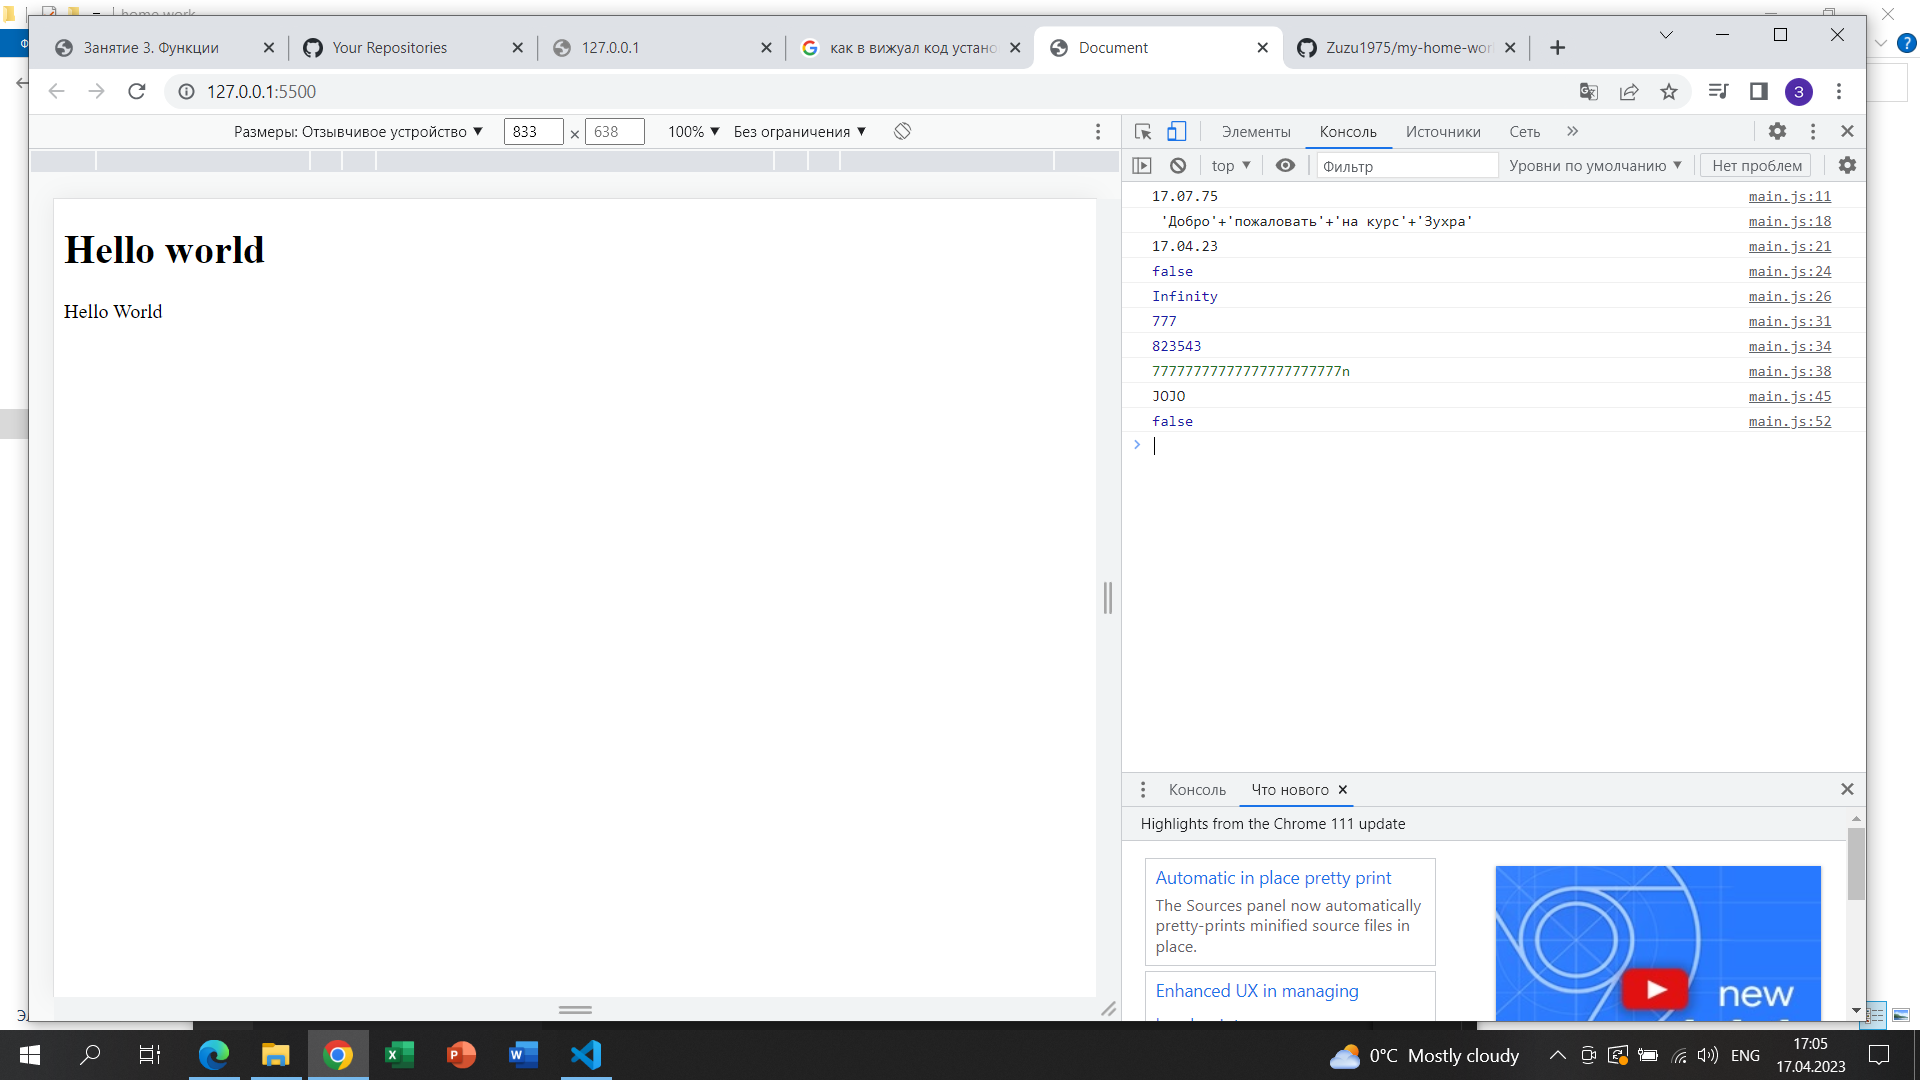 home work
Занятие 3. Функции
Your Repositories
127.0.0.1
как в вижуал код устано
Document
Zuzu1975/my-home-wor
127.0.0.1:5500
З
Размеры: Отзывчивое устройство ▼ 833 × 638 100% ▼ Без ограничения ▼
Элементы Консоль Источники Сеть »
top ▼ Фильтр Уровни по умолчанию ▼ Нет проблем
Hello world
Hello World
17.07.75 main.js:11
'Добро'+'пожаловать'+'на курс'+'Зухра' main.js:18
17.04.23 main.js:21
false main.js:24
Infinity main.js:26
777 main.js:31
823543 main.js:34
77777777777777777777777n main.js:38
JOJO main.js:45
false main.js:52
Консоль Что нового
Highlights from the Chrome 111 update
Automatic in place pretty print
The Sources panel now automatically
pretty-prints minified source files in
place.
Enhanced UX in managing
new
0°C Mostly cloudy
ENG
17:05
17.04.2023